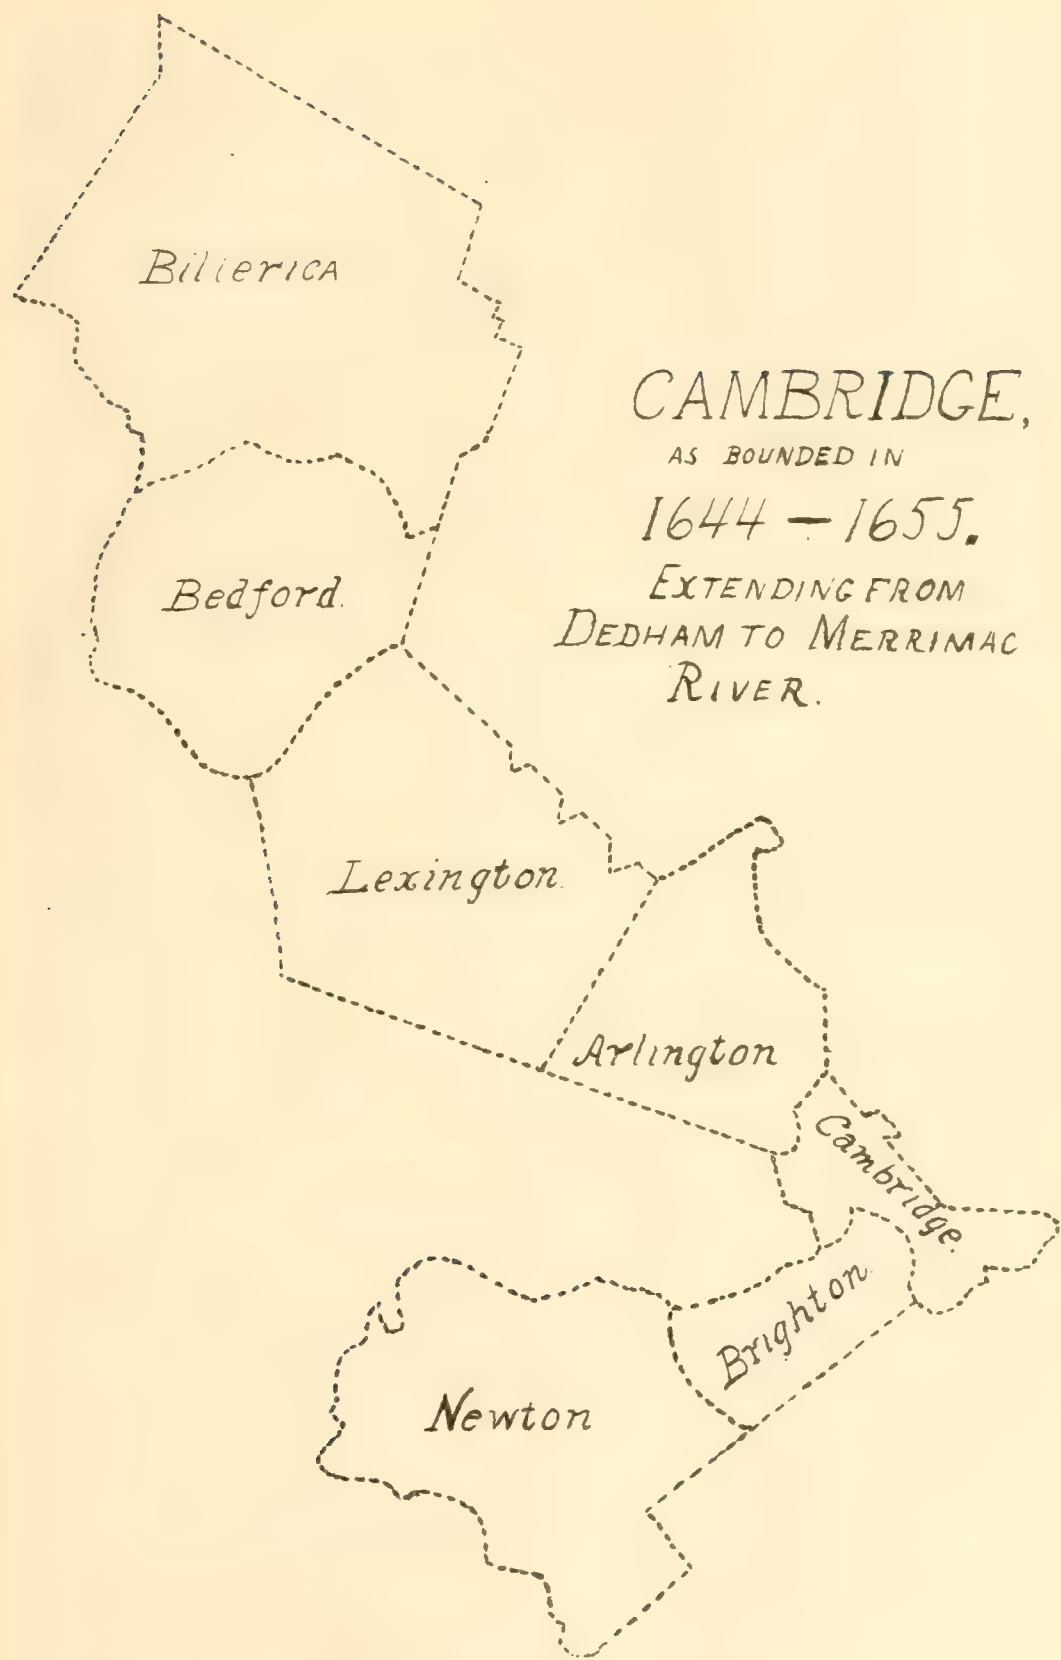 Billerica
CAMBRIDGE,
AS BOUNDED IN
1644 — 1655.
EXTENDING FROM
DEDHAM TO MERRIMAC
RIVER.
Bedford.
Lexington.
Arlington
Cambridge.
Brighton.
Newton